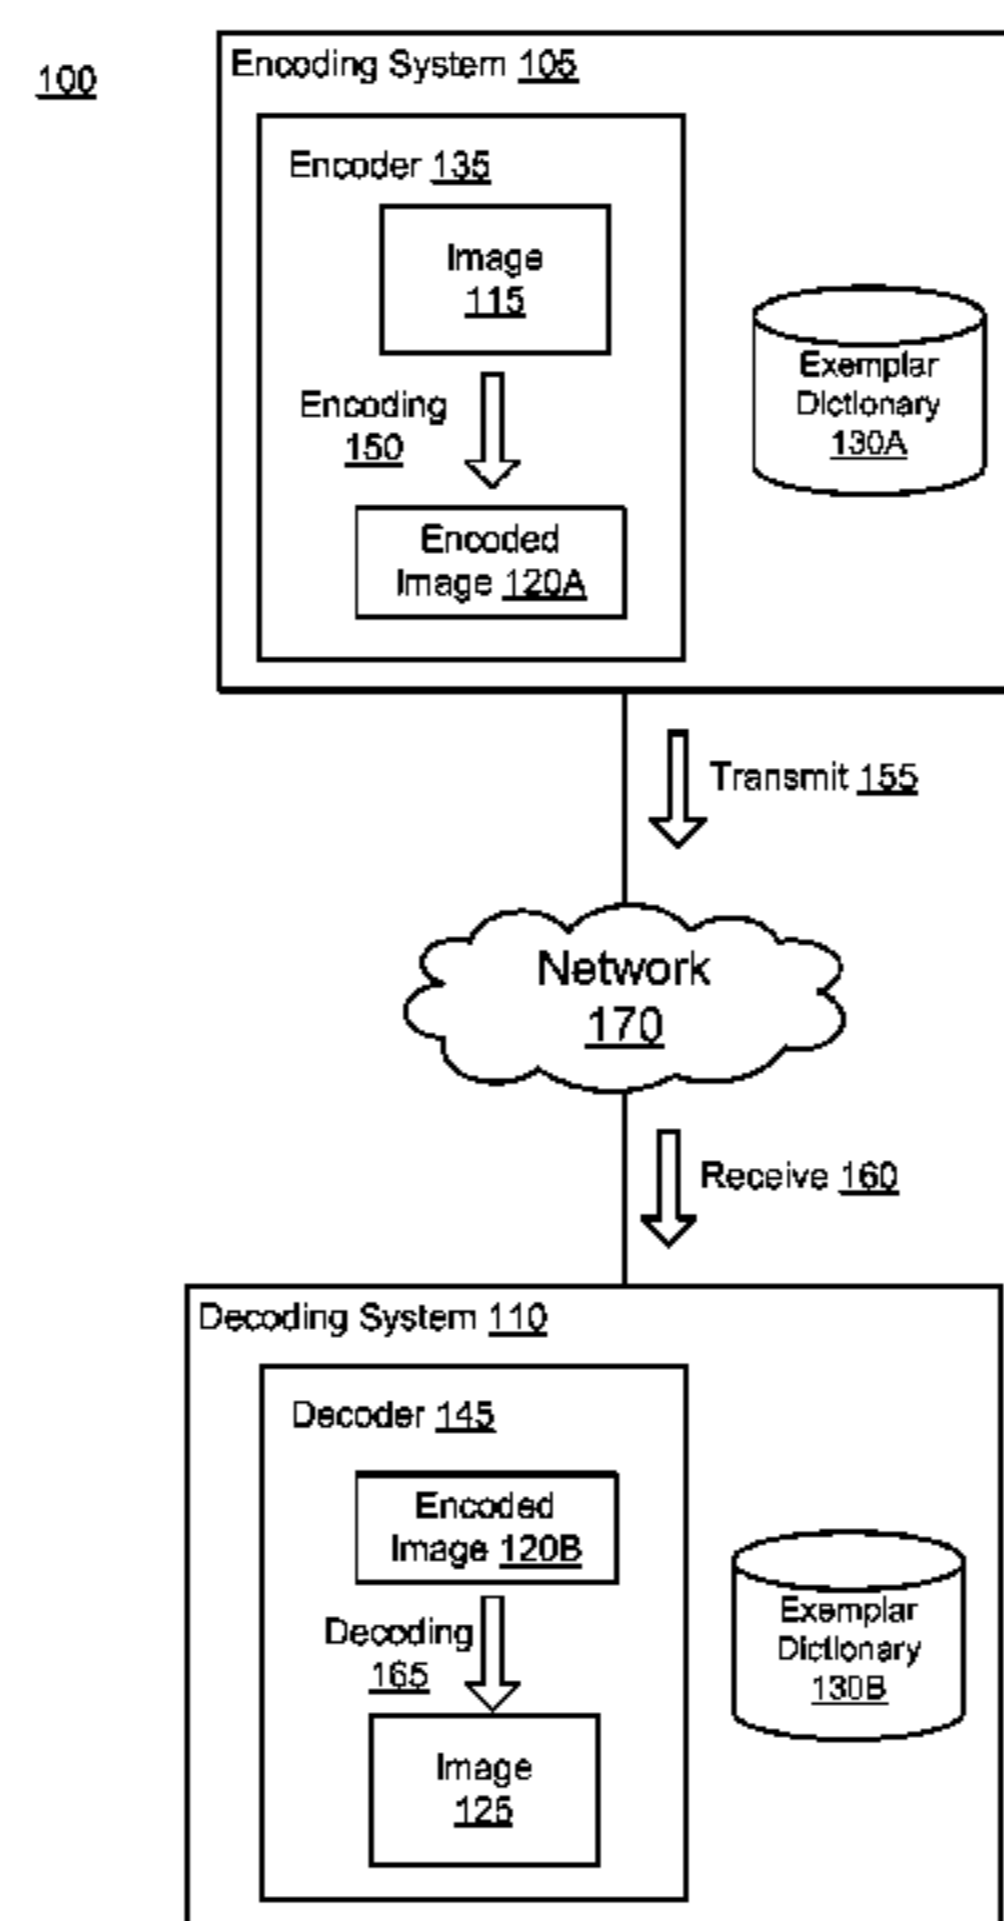 100
Encoding System 105
Encoder 135
Image
115
Encoding
150
Encoded
Image 120A
Exemplar
Dictionary
130A
Transmit 155
Network
170
Receive 160
Decoding System 110
Decoder 145
Encoded
Image 120B
Decoding
165
Image
125
Exemplar
Dictionary
130B